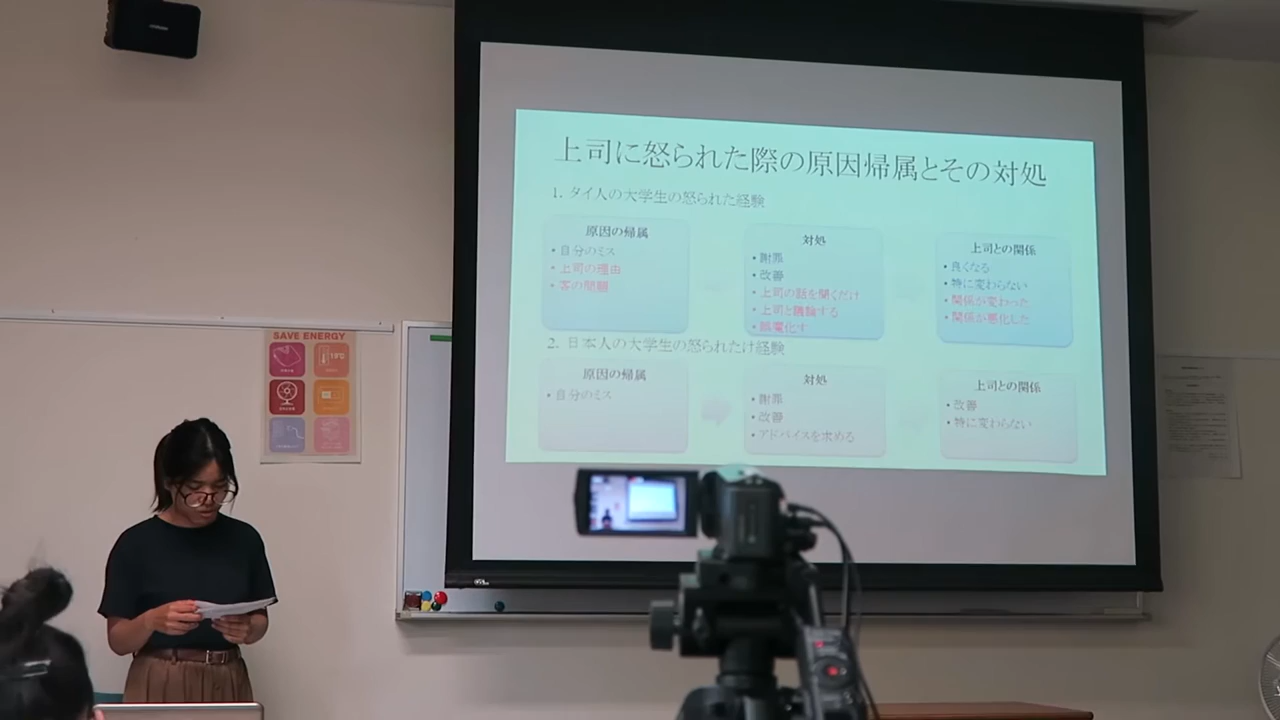 上司に怒られた際の原因帰属とその対処
1. タイ人の大学生の怒られた経験
原因の帰属
• 自分のミス
• 上司の理由
• 客の問題
対処
• 謝罪
• 改善
• 上司の話を聞くだけ
• 上司と議論する
• 誤魔化す
上司との関係
• 良くなる
• 特に変わらない
• 関係が変わった
• 関係が悪化した
2. 日本人の大学生の怒られたけ経験
原因の帰属
• 自分のミス
対処
• 謝罪
• 改善
• アドバイスを求める
上司との関係
• 改善
• 特に変わらない
SAVE ENERGY
19℃